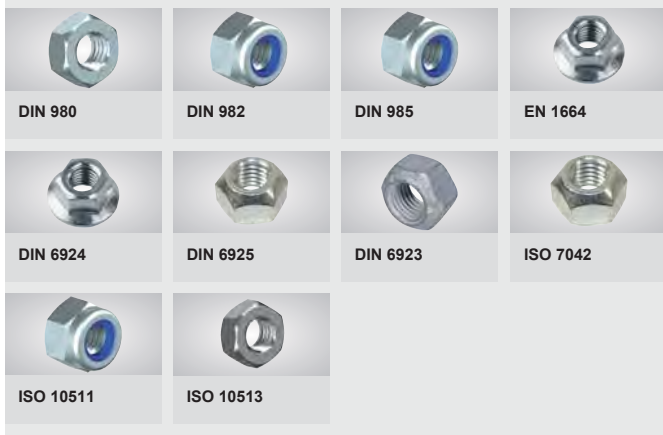 DIN 980
DIN 982
DIN 985
EN 1664
DIN 6924
DIN 6925
DIN 6923
ISO 7042
ISO 10511
ISO 10513